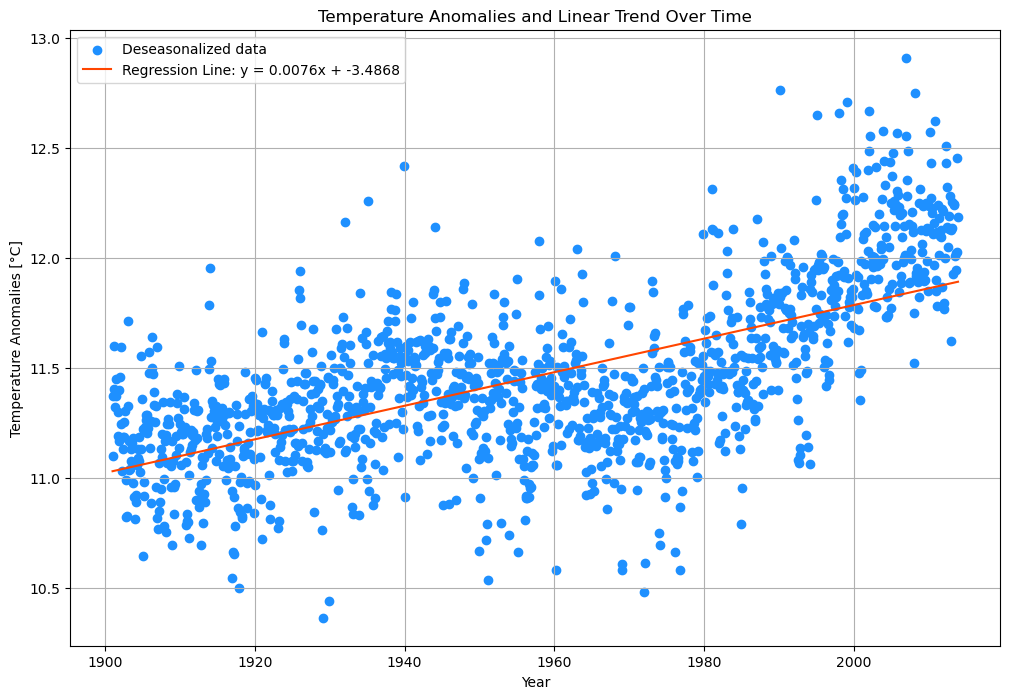 Temperature Anomalies and Linear Trend Over Time
13.0
Deseasonalized data
Regression Line: y = 0.0076x + -3.4868
12.5
12.0
11.5
11.0
10.5
Temperature Anomalies [°C]
1900 1920 1940 1960 1980 2000
Year